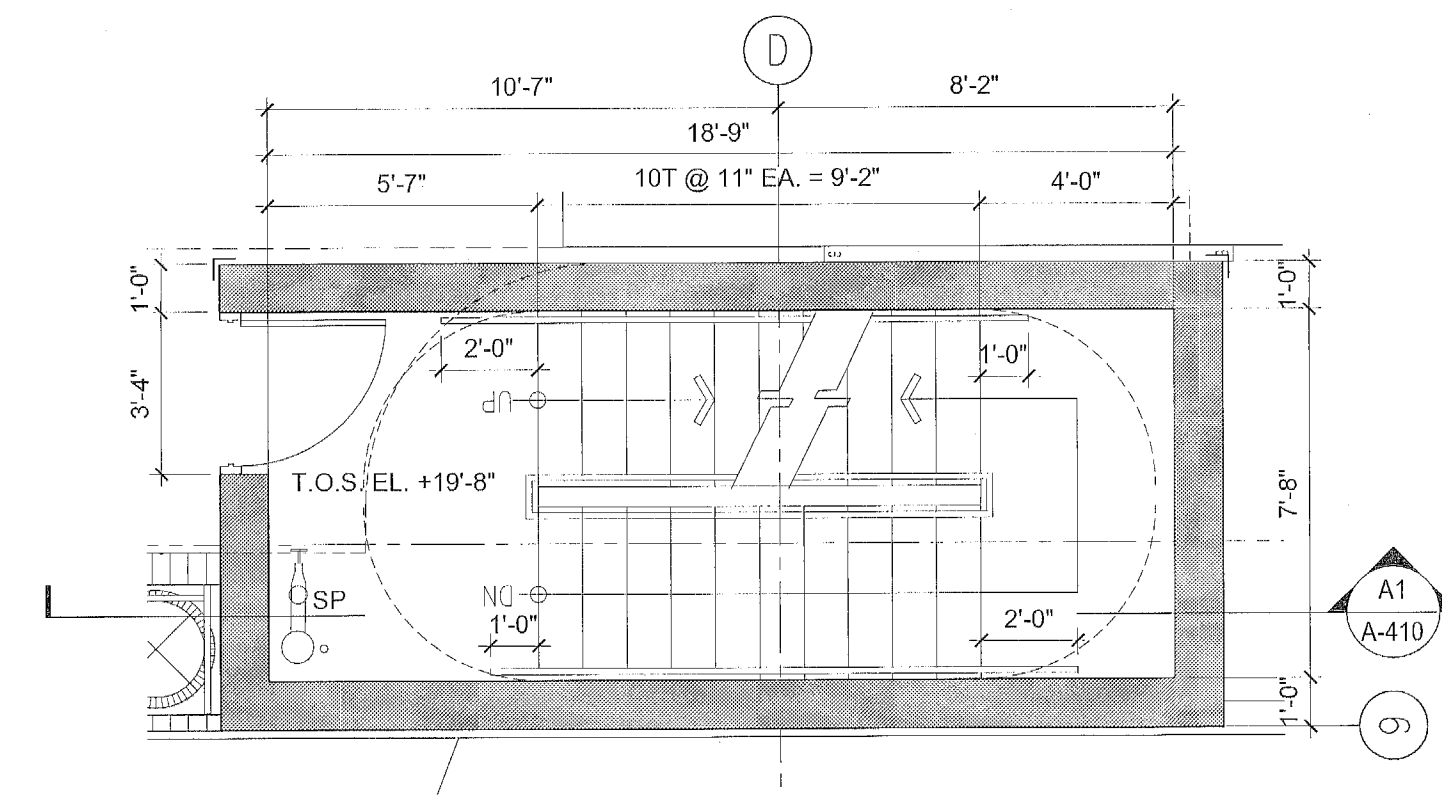 D
10'-7"
8'-2"
18'-9"
5'-7"
10T @ 11" EA. = 9'-2"
4'-0"
1'-0"
1'-0"
2'-0"
1'-0"
3'-4"
UP
T.O.S. EL. +19'-8"
7'-8"
SP
DN
1'-0"
2'-0"
A1
A-410
1'-0"
9